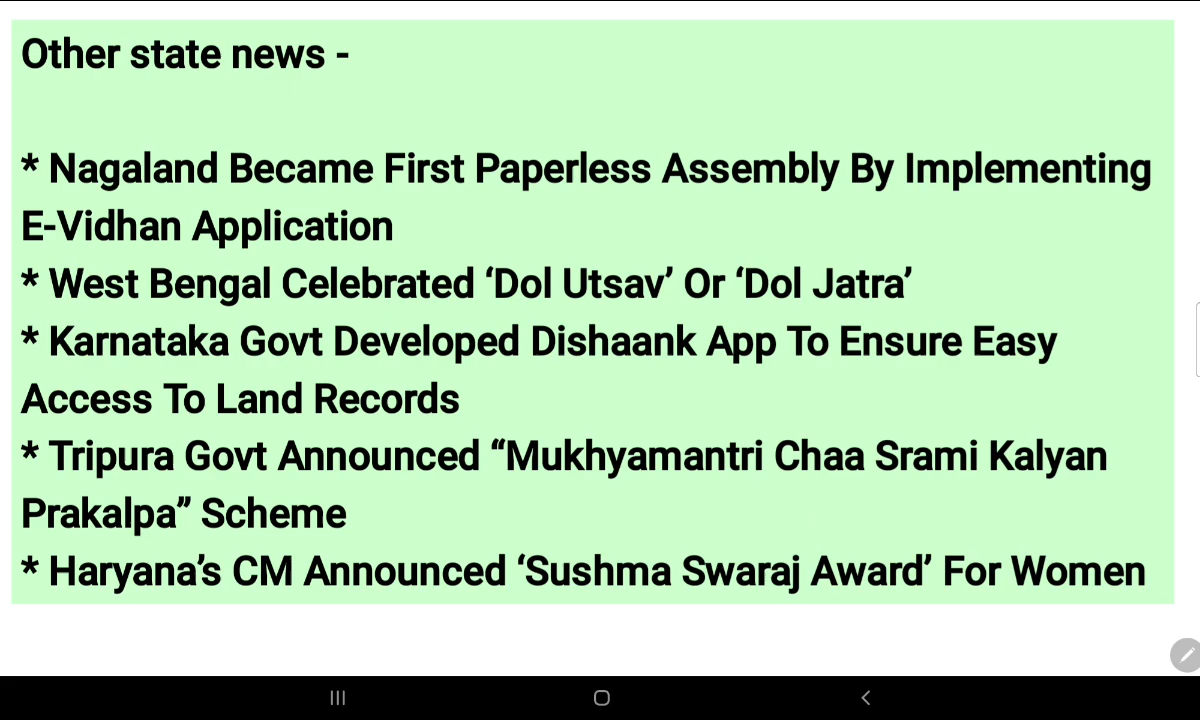 Other state news -
* Nagaland Became First Paperless Assembly By Implementing
E-Vidhan Application
* West Bengal Celebrated ‘Dol Utsav’ Or ‘Dol Jatra’
* Karnataka Govt Developed Dishaank App To Ensure Easy
Access To Land Records
* Tripura Govt Announced “Mukhyamantri Chaa Srami Kalyan
Prakalpa” Scheme
* Haryana’s CM Announced ‘Sushma Swaraj Award’ For Women